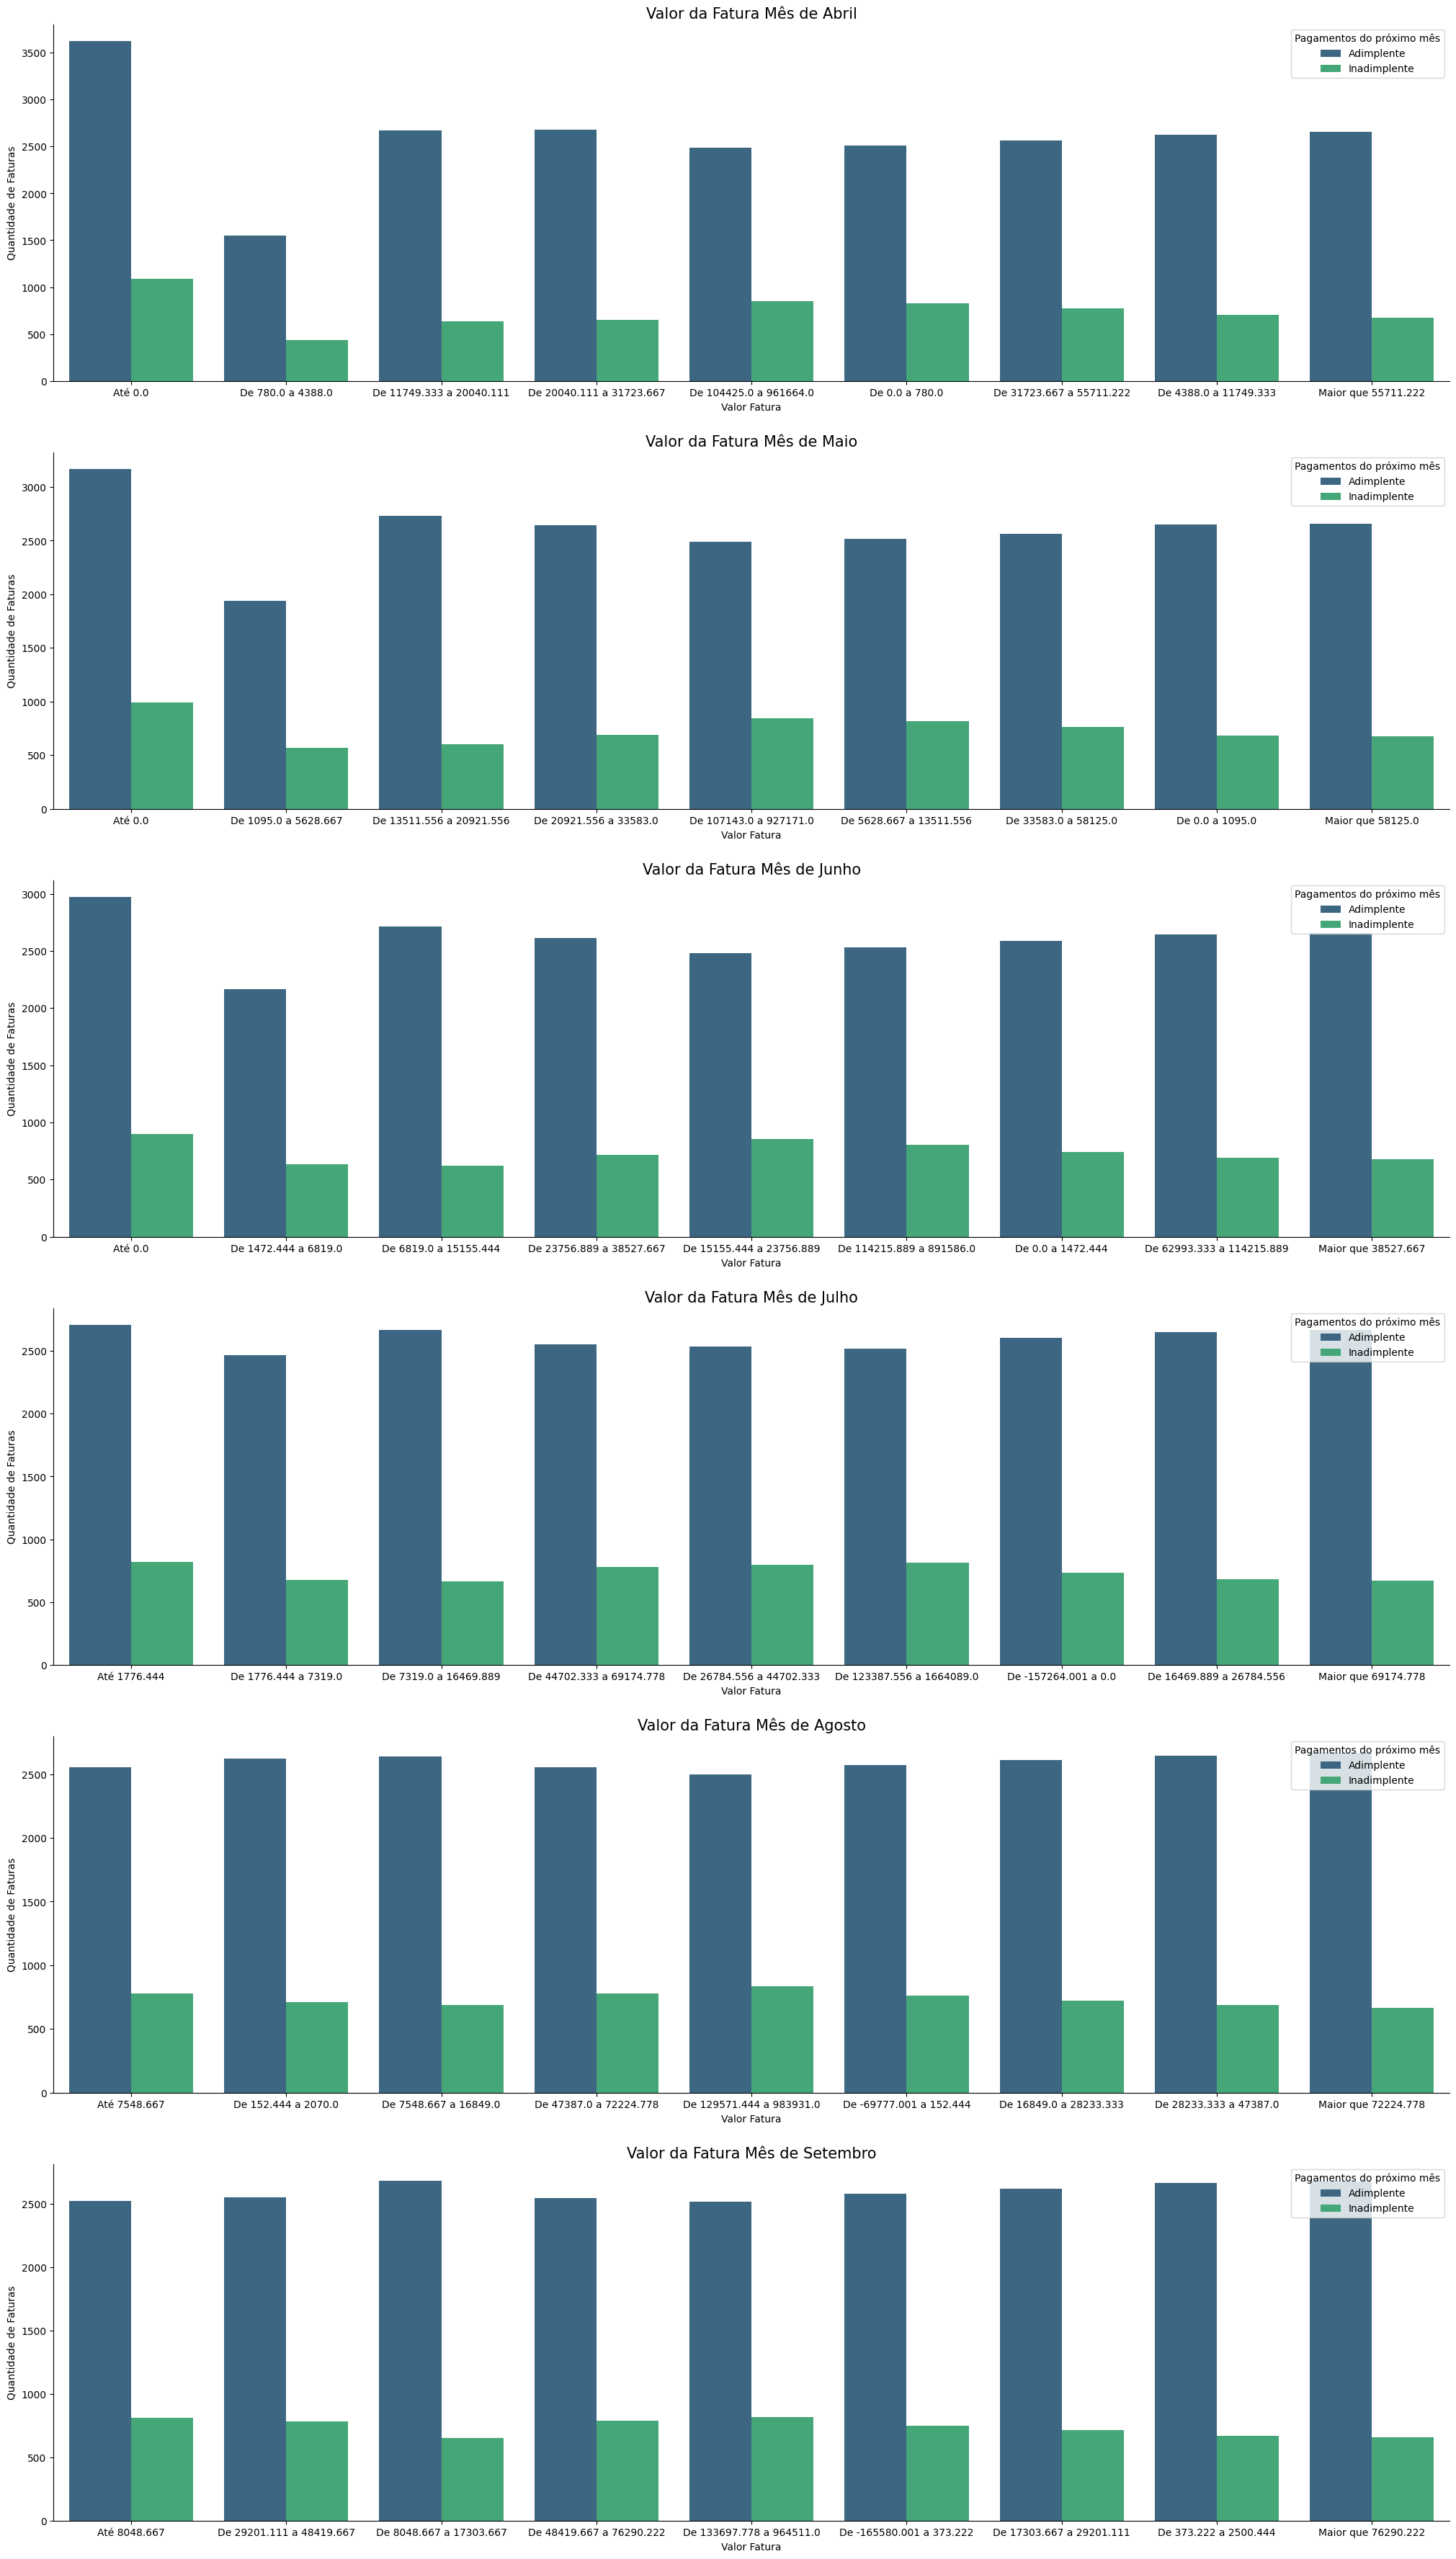 Valor da Fatura Mês de Abril
Pagamentos do próximo mês
Adimplente
Inadimplente
Quantidade de Faturas
3500
3000
2500
2000
1500
1000
500
0
Até 0.0 De 780.0 a 4388.0 De 11749.333 a 20040.111 De 20040.111 a 31723.667 De 104425.0 a 961664.0 De 0.0 a 780.0 De 31723.667 a 55711.222 De 4388.0 a 11749.333 Maior que 55711.222
Valor Fatura
Valor da Fatura Mês de Maio
Pagamentos do próximo mês
Adimplente
Inadimplente
Quantidade de Faturas
3000
2500
2000
1500
1000
500
0
Até 0.0 De 1095.0 a 5628.667 De 13511.556 a 20921.556 De 20921.556 a 33583.0 De 107143.0 a 927171.0 De 5628.667 a 13511.556 De 33583.0 a 58125.0 De 0.0 a 1095.0 Maior que 58125.0
Valor Fatura
Valor da Fatura Mês de Junho
Pagamentos do próximo mês
Adimplente
Inadimplente
Quantidade de Faturas
3000
2500
2000
1500
1000
500
0
Até 0.0 De 1472.444 a 6819.0 De 6819.0 a 15155.444 De 23756.889 a 38527.667 De 15155.444 a 23756.889 De 114215.889 a 891586.0 De 0.0 a 1472.444 De 62993.333 a 114215.889 Maior que 38527.667
Valor Fatura
Valor da Fatura Mês de Julho
Pagamentos do próximo mês
Adimplente
Inadimplente
Quantidade de Faturas
2500
2000
1500
1000
500
0
Até 1776.444 De 1776.444 a 7319.0 De 7319.0 a 16469.889 De 44702.333 a 69174.778 De 26784.556 a 44702.333 De 123387.556 a 1664089.0 De -157264.001 a 0.0 De 16469.889 a 26784.556 Maior que 69174.778
Valor Fatura
Valor da Fatura Mês de Agosto
Pagamentos do próximo mês
Adimplente
Inadimplente
Quantidade de Faturas
2500
2000
1500
1000
500
0
Até 7548.667 De 152.444 a 2070.0 De 7548.667 a 16849.0 De 47387.0 a 72224.778 De 129571.444 a 983931.0 De -69777.001 a 152.444 De 16849.0 a 28233.333 De 28233.333 a 47387.0 Maior que 72224.778
Valor Fatura
Valor da Fatura Mês de Setembro
Pagamentos do próximo mês
Adimplente
Inadimplente
Quantidade de Faturas
2500
2000
1500
1000
500
0
Até 8048.667 De 29201.111 a 48419.667 De 8048.667 a 17303.667 De 48419.667 a 76290.222 De 133697.778 a 964511.0 De -165580.001 a 373.222 De 17303.667 a 29201.111 De 373.222 a 2500.444 Maior que 76290.222
Valor Fatura